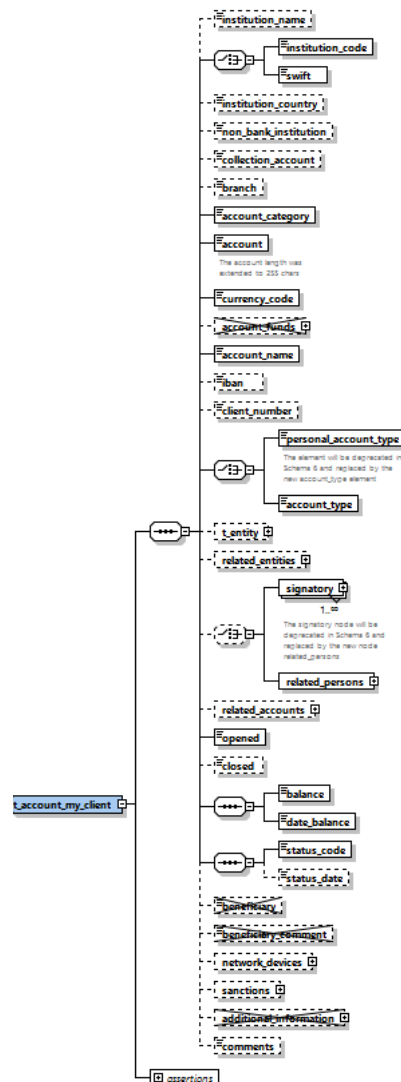 institution_name
institution_code
swift
institution_country
non_bank_institution
collection_account
branch
account_category
account
The account length was
extended to 255 chars
currency_code
account_funds
account_name
iban
client_number
personal_account_type
The element will be deprecated in
Schema 6 and replaced by the
new account_type element
account_type
t_entity
related_entities
signatory
1..∞
The signatory node will be
deprecated in Schema 6 and
replaced by the new node
related_persons
related_persons
related_accounts
opened
closed
t_account_my_client
balance
date_balance
status_code
status_date
beneficiary
beneficiary_comment
network_devices
sanctions
additional_information
comments
assertions